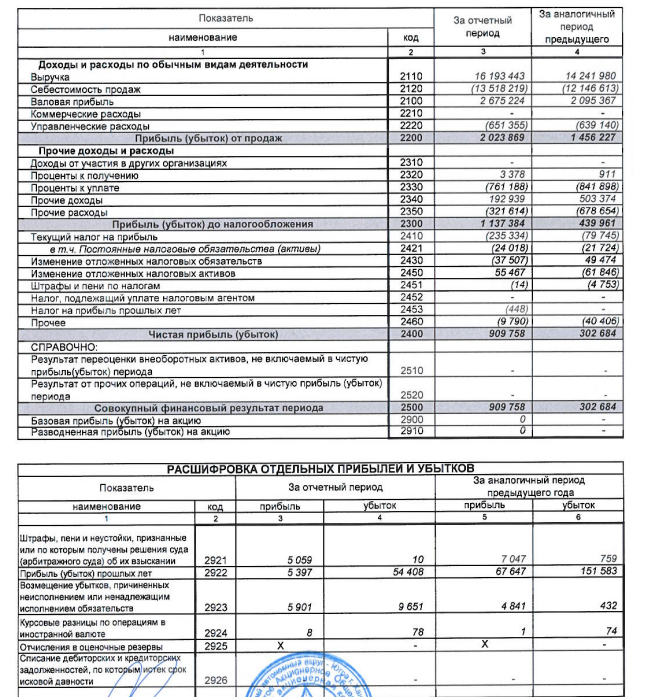 Показатель За отчетный период За аналогичный период предыдущего
наименование код
1 2 3 4
Доходы и расходы по обычным видам деятельности
Выручка 2110 16 193 443 14 241 980
Себестоимость продаж 2120 (13 518 219) (12 146 613)
Валовая прибыль 2100 2 675 224 2 095 367
Коммерческие расходы 2210 - -
Управленческие расходы 2220 (651 355) (639 140)
Прибыль (убыток) от продаж 2200 2 023 869 1 456 227
Прочие доходы и расходы
Доходы от участия в других организациях 2310 - -
Проценты к получению 2320 3 378 911
Проценты к уплате 2330 (761 188) (841 898)
Прочие доходы 2340 192 939 503 374
Прочие расходы 2350 (321 614) (678 654)
Прибыль (убыток) до налогообложения 2300 1 137 384 439 961
Текущий налог на прибыль 2410 (235 334) (79 745)
в т.ч. Постоянные налоговые обязательства (активы) 2421 (24 018) (21 724)
Изменение отложенных налоговых обязательств 2430 (37 507) 49 474
Изменение отложенных налоговых активов 2450 55 467 (61 846)
Штрафы и пени по налогам 2451 (14) (4 753)
Налог, подлежащий уплате налоговым агентом 2452 - -
Налог на прибыль прошлых лет 2453 (448) -
Прочее 2460 (9 790) (40 406)
Чистая прибыль (убыток) 2400 909 758 302 684
СПРАВОЧНО:
Результат переоценки внеоборотных активов, не включаемый в чистую
прибыль(убыток) периода 2510 - -
Результат от прочих операций, не включаемый в чистую прибыль (убыток)
периода 2520 - -
Совокупный финансовый результат периода 2500 909 758 302 684
Базовая прибыль (убыток) на акцию 2900 0 -
Разводненная прибыль (убыток) на акцию 2910 0 -
РАСШИФРОВКА ОТДЕЛЬНЫХ ПРИБЫЛЕЙ И УБЫТКОВ
Показатель За отчетный период За аналогичный период предыдущего года
наименование код прибыль убыток прибыль убыток
1 2 3 4 5 6
Штрафы, пени и неустойки, признанные
или по которым получены решения суда
(арбитражного суда) об их взыскании 2921 5 059 10 7 047 759
Прибыль (убыток) прошлых лет 2922 5 397 54 408 67 647 151 583
Возмещение убытков, причиненных
неисполнением или ненадлежащим
исполнением обязательств 2923 5 901 9 651 4 841 432
Курсовые разницы по операциям в
иностранной валюте 2924 8 78 1 74
Отчисления в оценочные резервы 2925 X - X -
Списание дебиторских и кредиторских
задолженностей, по которым истек срок
исковой давности 2926 - - -